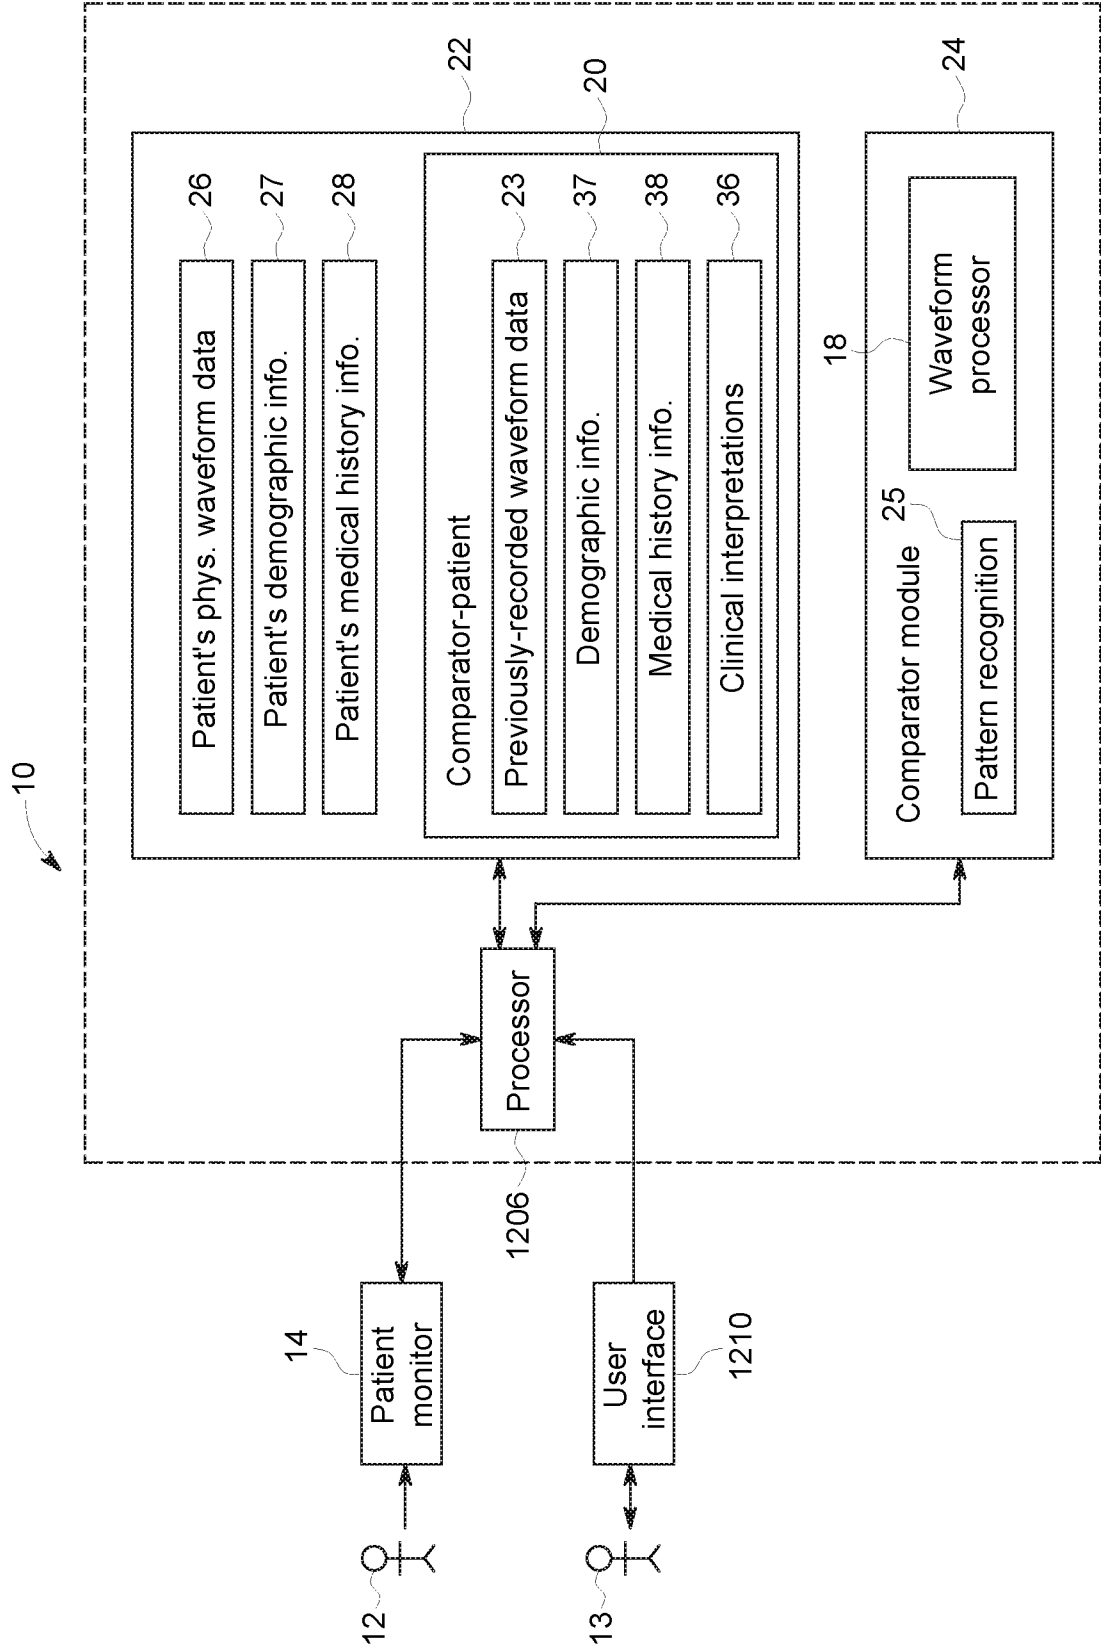 10
22
Patient's phys. waveform data
26
Patient's demographic info.
27
Patient's medical history info.
28
20
Comparator-patient
Previously-recorded waveform data
23
Demographic info.
37
Medical history info.
38
Clinical interpretations
36
24
Comparator module
Pattern recognition
25
Waveform
processor
18
Processor
1206
12
Patient
monitor
14
13
User
interface
1210